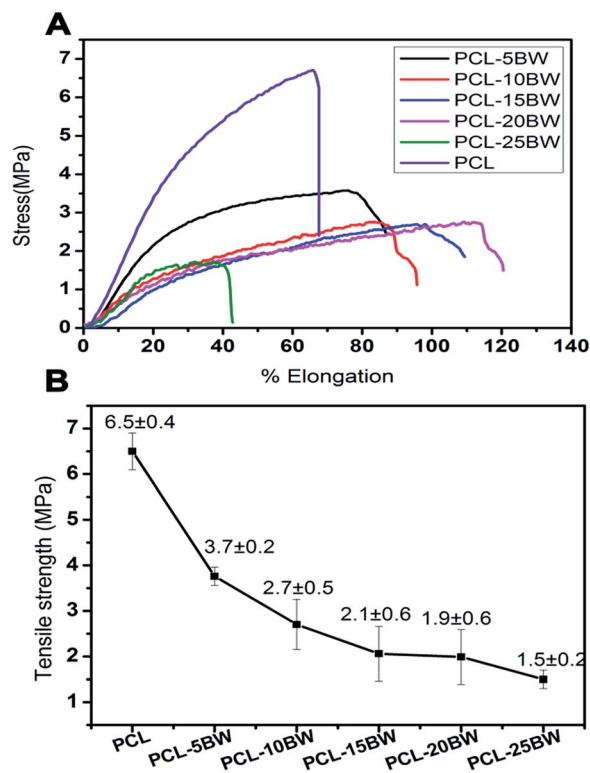 A
7
6
5
4
3
2
1
0
Stress(MPa)
PCL-5BW
PCL-10BW
PCL-15BW
PCL-20BW
PCL-25BW
PCL
0 20 40 60 80 100 120 140
% Elongation
B
7
6
5
4
3
2
1
Tensile strength (MPa)
6.5±0.4
3.7±0.2
2.7±0.5
2.1±0.6
1.9±0.6
1.5±0.2
PCL PCL-5BW PCL-10BW PCL-15BW PCL-20BW PCL-25BW